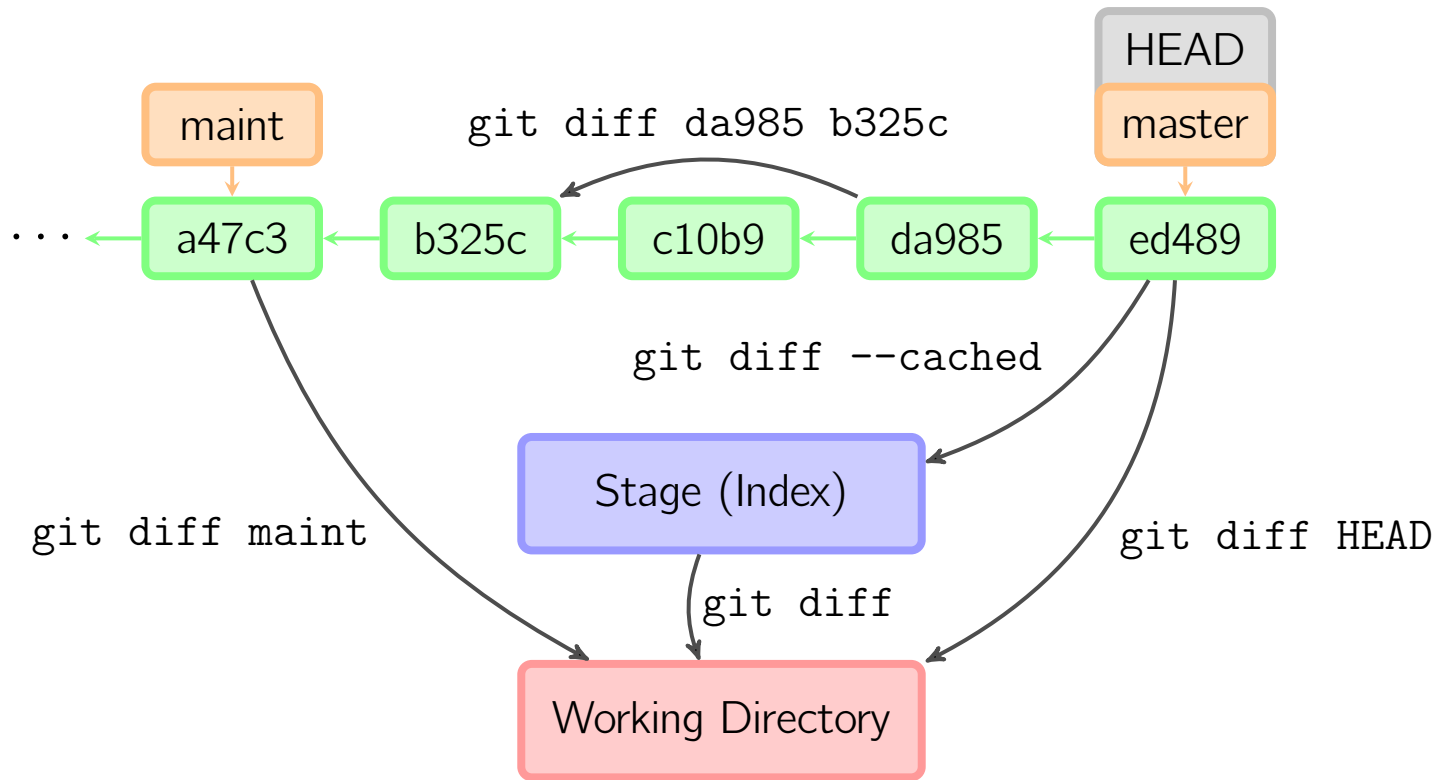 HEAD
maint
git diff da985 b325c
master
... a47c3 b325c c10b9 da985 ed489
git diff --cached
Stage (Index)
git diff maint
git diff HEAD
git diff
Working Directory